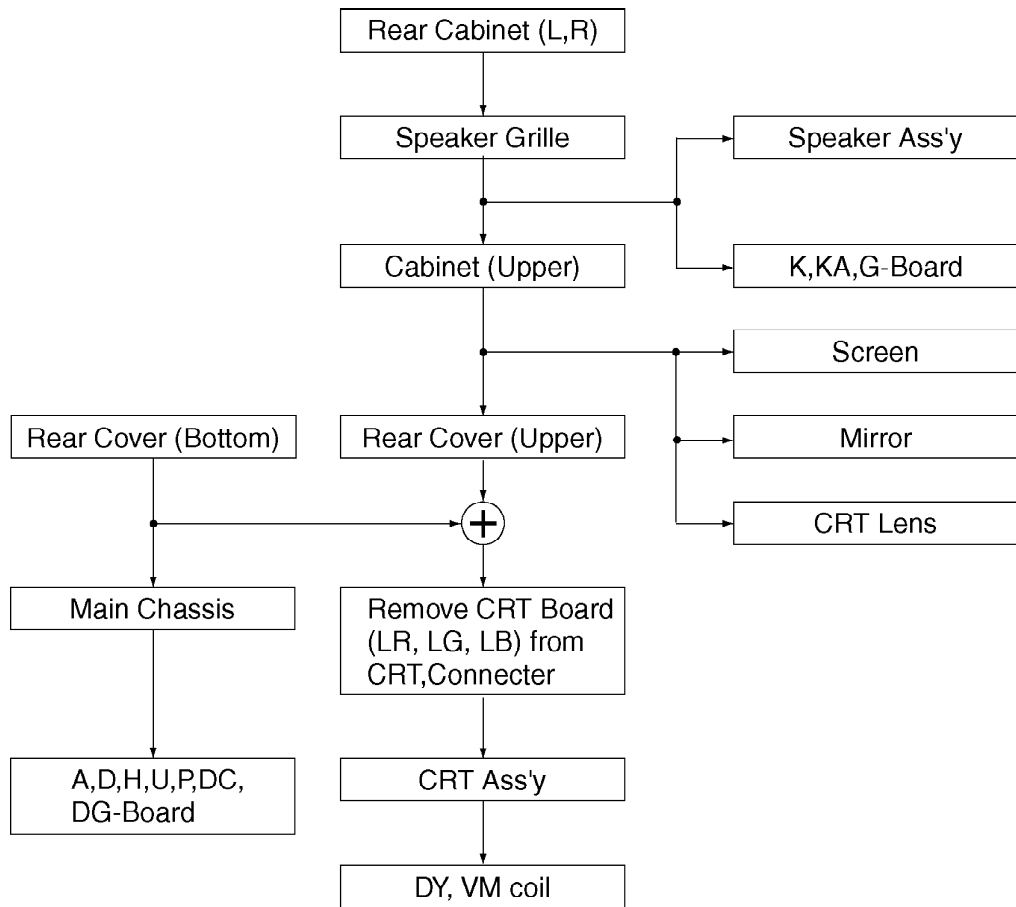 Rear Cabinet (L,R)
Speaker Grille
Speaker Ass'y
Cabinet (Upper)
K,KA,G-Board
Screen
Rear Cover (Bottom)
Rear Cover (Upper)
Mirror
+
CRT Lens
Main Chassis
Remove CRT Board
(LR, LG, LB) from
CRT,Connecter
A,D,H,U,P,DC,
DG-Board
CRT Ass'y
DY, VM coil